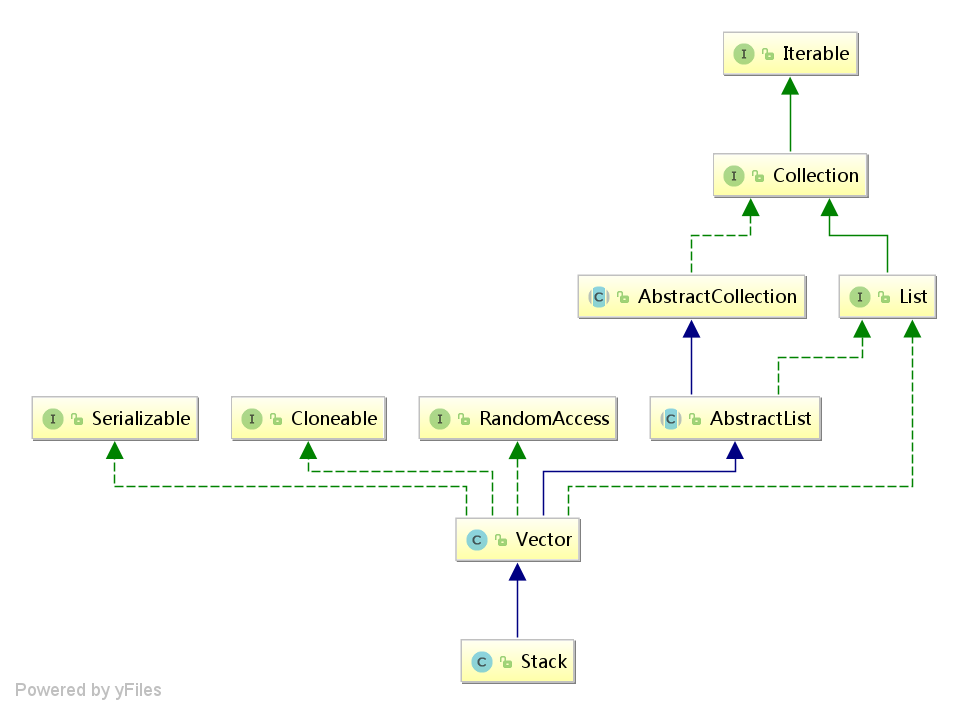 I Iterable
I Collection
C AbstractCollection
I List
I Serializable
I Cloneable
I RandomAccess
C AbstractList
C Vector
C Stack
Powered by yFiles